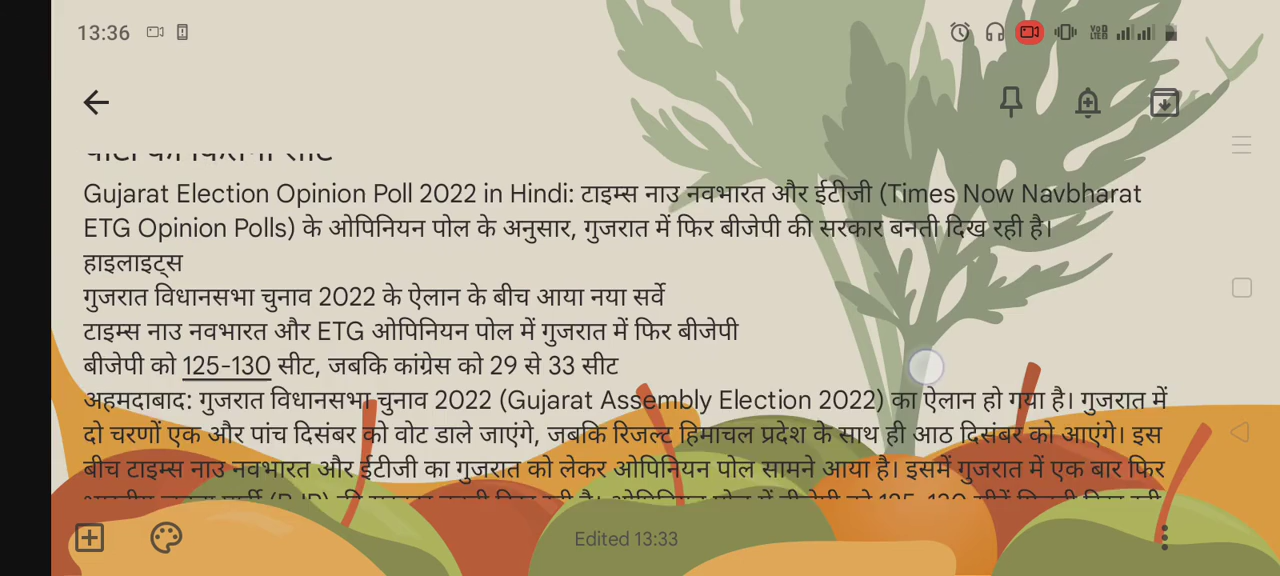 13:36
Gujarat Election Opinion Poll 2022 in Hindi: टाइम्स नाउ नवभारत और ईटीजी (Times Now Navbharat
ETG Opinion Polls) के ओपिनियन पोल के अनुसार, गुजरात में फिर बीजेपी की सरकार बनती दिख रही है।
हाइलाइट्स
गुजरात विधानसभा चुनाव 2022 के ऐलान के बीच आया नया सर्वे
टाइम्स नाउ नवभारत और ETG ओपिनियन पोल में गुजरात में फिर बीजेपी
बीजेपी को 125-130 सीट, जबकि कांग्रेस को 29 से 33 सीट
अहमदाबाद: गुजरात विधानसभा चुनाव 2022 (Gujarat Assembly Election 2022) का ऐलान हो गया है। गुजरात में
दो चरणों एक और पांच दिसंबर को वोट डाले जाएंगे, जबकि रिजल्ट हिमाचल प्रदेश के साथ ही आठ दिसंबर को आएंगे। इस
बीच टाइम्स नाउ नवभारत और ईटीजी का गुजरात को लेकर ओपिनियन पोल सामने आया है। इसमें गुजरात में एक बार फिर
Edited 13:33